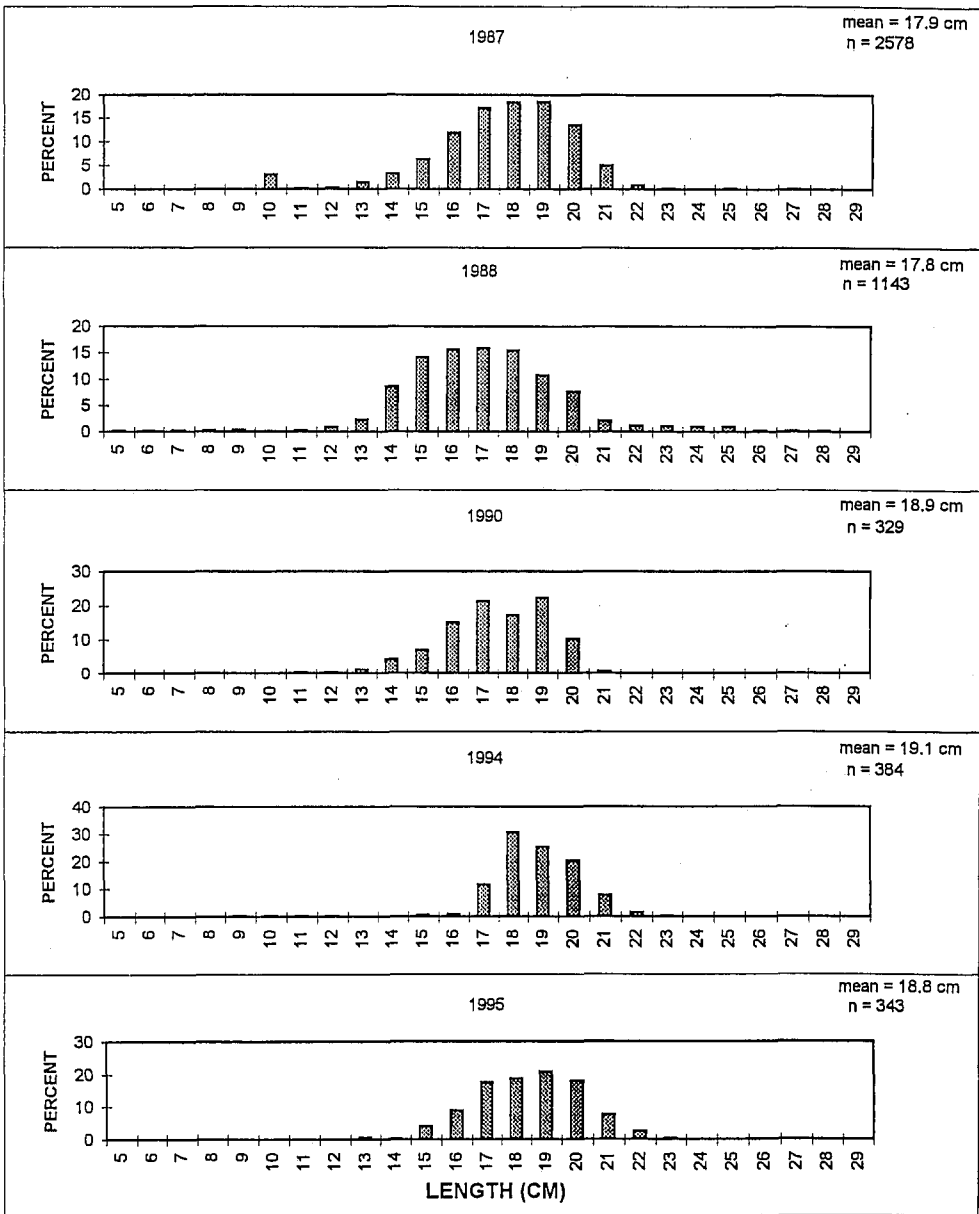 1987
mean = 17.9 cm
n = 2578
PERCENT
20
15
10
5
0
5 6 7 8 9 10 11 12 13 14 15 16 17 18 19 20 21 22 23 24 25 26 27 28 29
1988
mean = 17.8 cm
n = 1143
PERCENT
20
15
10
5
0
5 6 7 8 9 10 11 12 13 14 15 16 17 18 19 20 21 22 23 24 25 26 27 28 29
1990
mean = 18.9 cm
n = 329
PERCENT
30
20
10
0
5 6 7 8 9 10 11 12 13 14 15 16 17 18 19 20 21 22 23 24 25 26 27 28 29
1994
mean = 19.1 cm
n = 384
PERCENT
40
30
20
10
0
5 6 7 8 9 10 11 12 13 14 15 16 17 18 19 20 21 22 23 24 25 26 27 28 29
1995
mean = 18.8 cm
n = 343
PERCENT
30
20
10
0
5 6 7 8 9 10 11 12 13 14 15 16 17 18 19 20 21 22 23 24 25 26 27 28 29
LENGTH (CM)